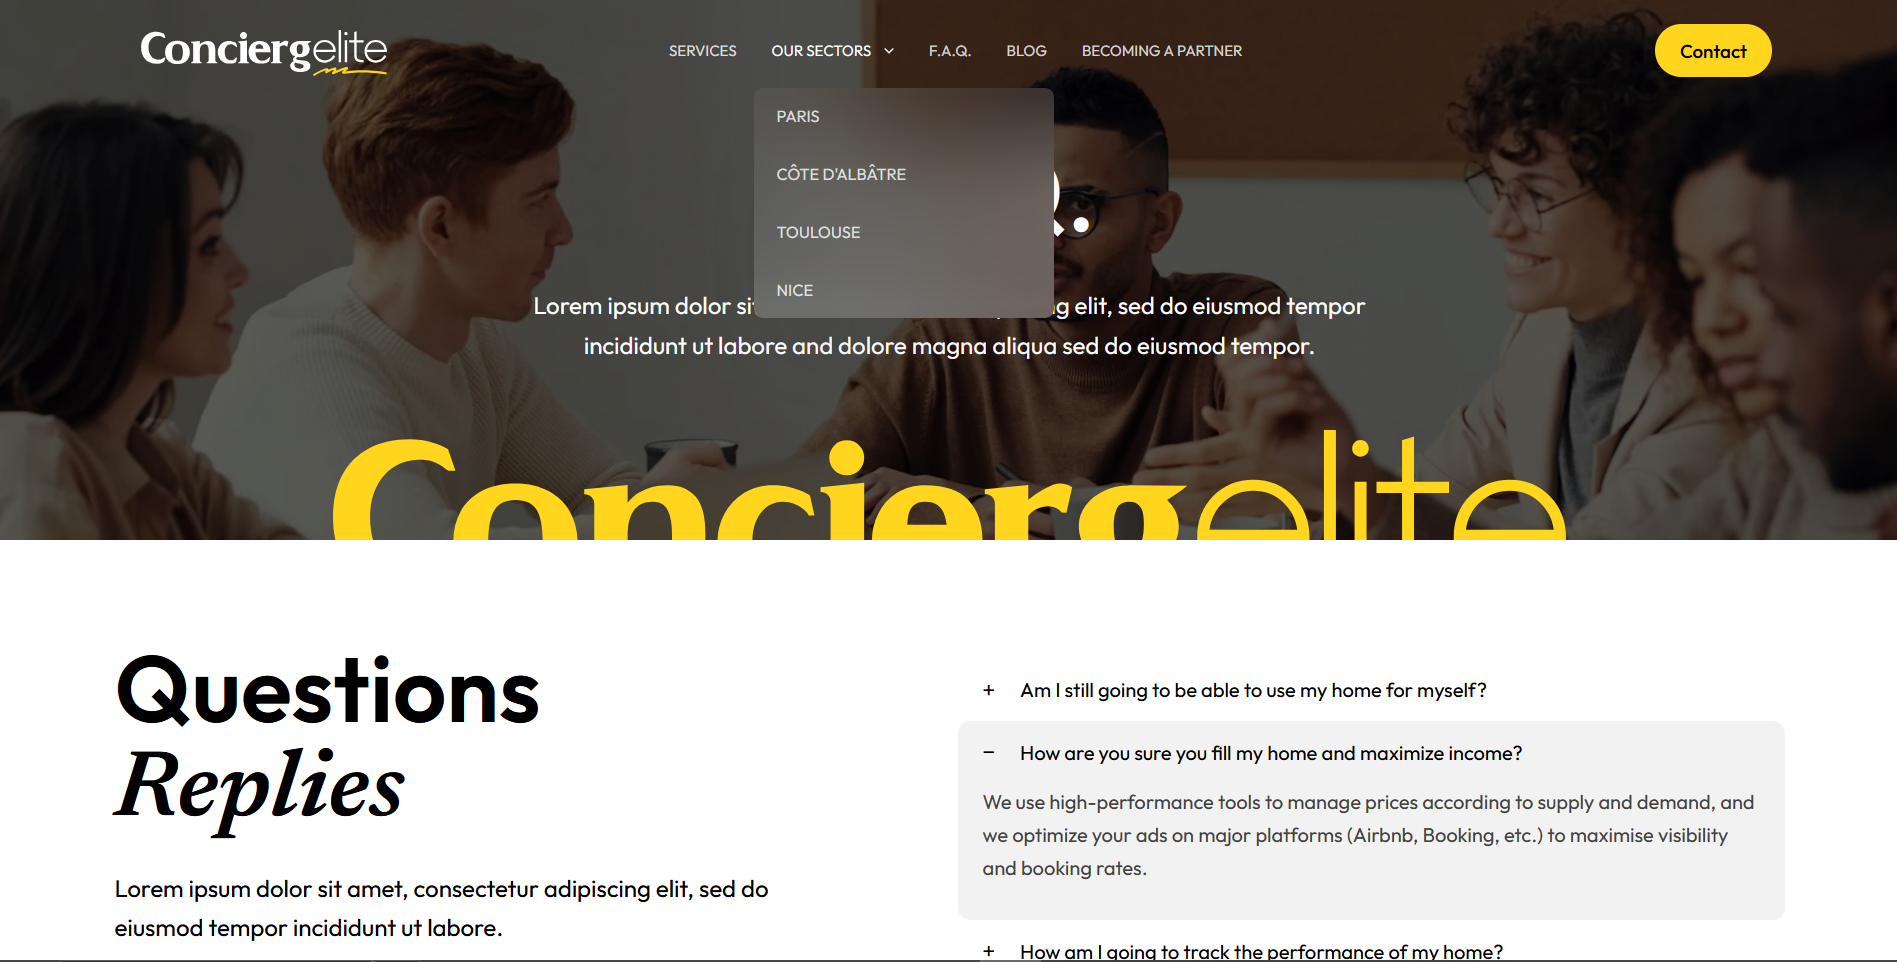 Conciergelite
SERVICES
OUR SECTORS
F.A.Q.
BLOG
BECOMING A PARTNER
Contact
PARIS
CÔTE D'ALBÂTRE
TOULOUSE
NICE
Lorem ipsum dolor elit, sed do eiusmod tempor
incididunt ut labore and dolore magna aliqua sed do eiusmod tempor.
Conciergelite
Questions
Replies
Lorem ipsum dolor sit amet, consectetur adipiscing elit, sed do
eiusmod tempor incididunt ut labore.
+ Am I still going to be able to use my home for myself?
− How are you sure you fill my home and maximize income?
We use high-performance tools to manage prices according to supply and demand, and
we optimize your ads on major platforms (Airbnb, Booking, etc.) to maximise visibility
and booking rates.
+ How am I going to track the performance of my home?